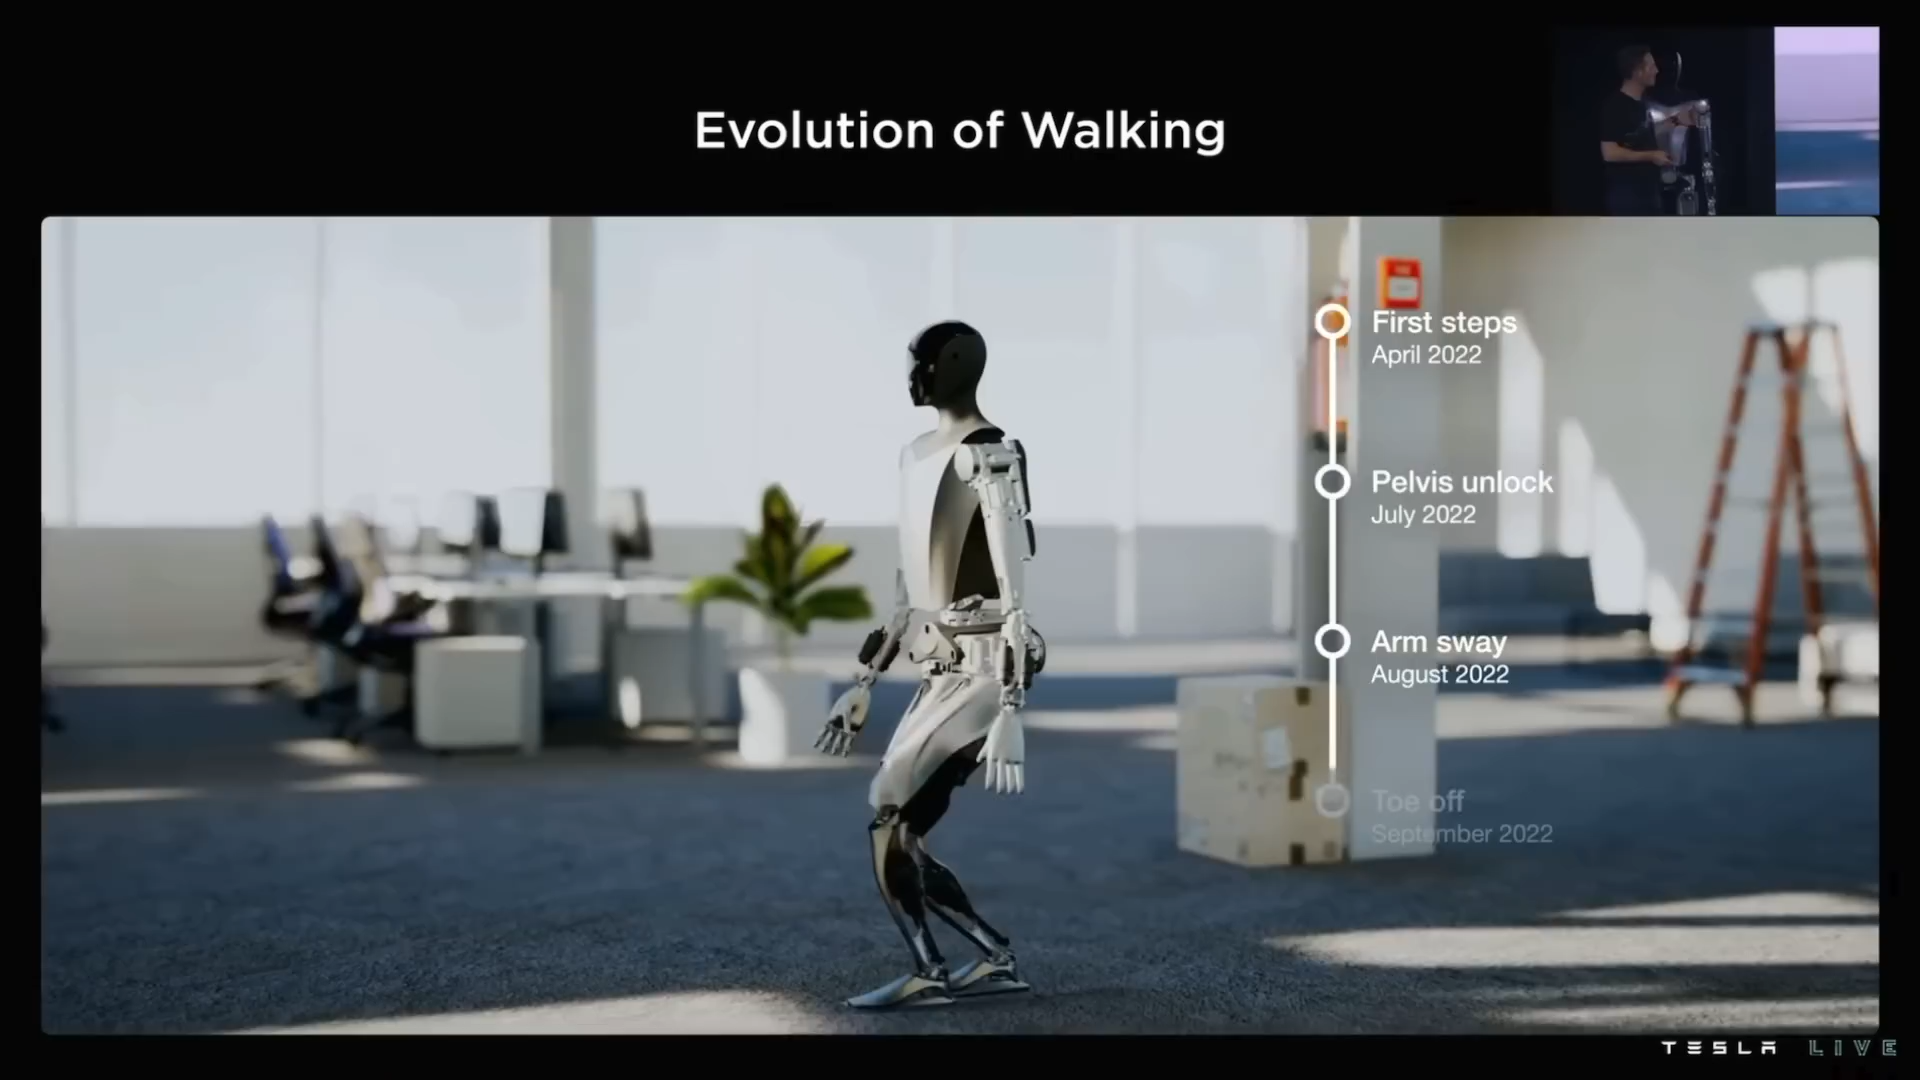 Evolution of Walking
First steps
April 2022
Pelvis unlock
July 2022
Arm sway
August 2022
Toe off
September 2022
TESLA LIVE